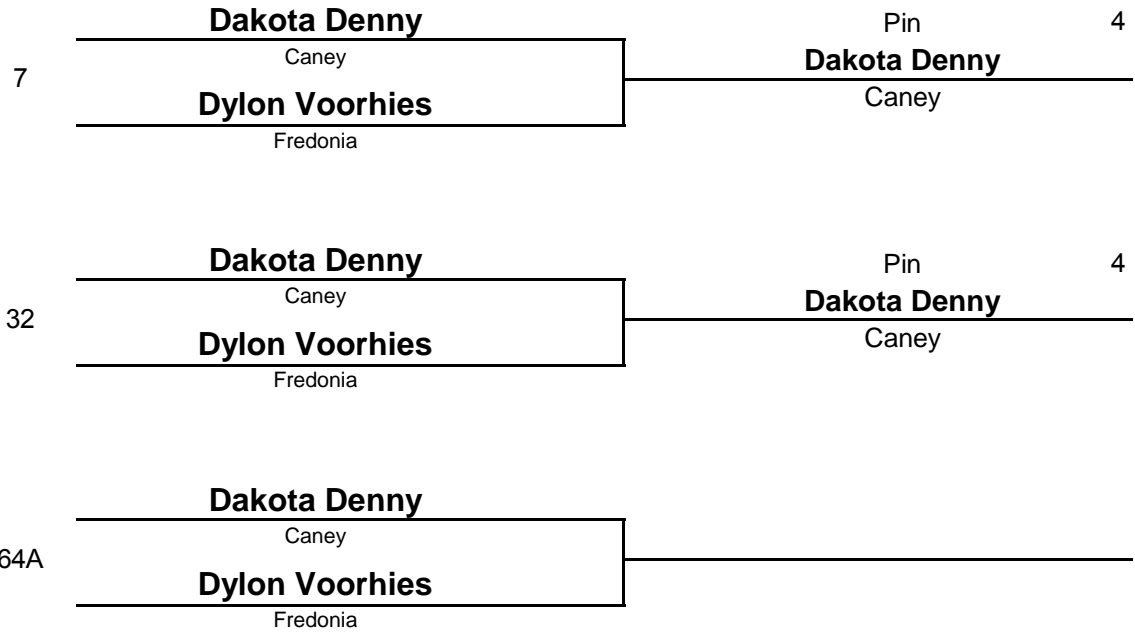 Dakota Denny
Pin 4
Caney
Dakota Denny
7
Caney
Dylon Voorhies
Fredonia
Dakota Denny
Pin 4
Caney
Dakota Denny
32
Caney
Dylon Voorhies
Fredonia
Dakota Denny
Caney
64A
Dylon Voorhies
Fredonia